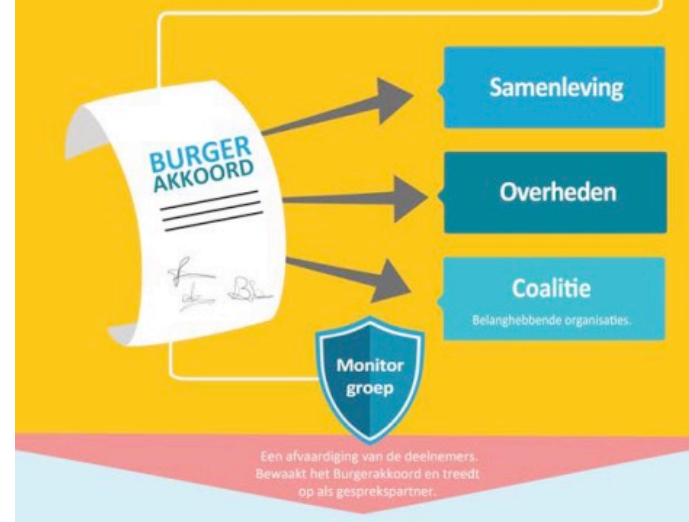 BURGER
AKKOORD
Samenleving
Overheden
Coalitie
Belanghebbende organisaties.
Monitor
groep
Een afvaardiging van de deelnemers.
Bewaakt het Burgerakkoord en treedt
op als gesprekspartner.